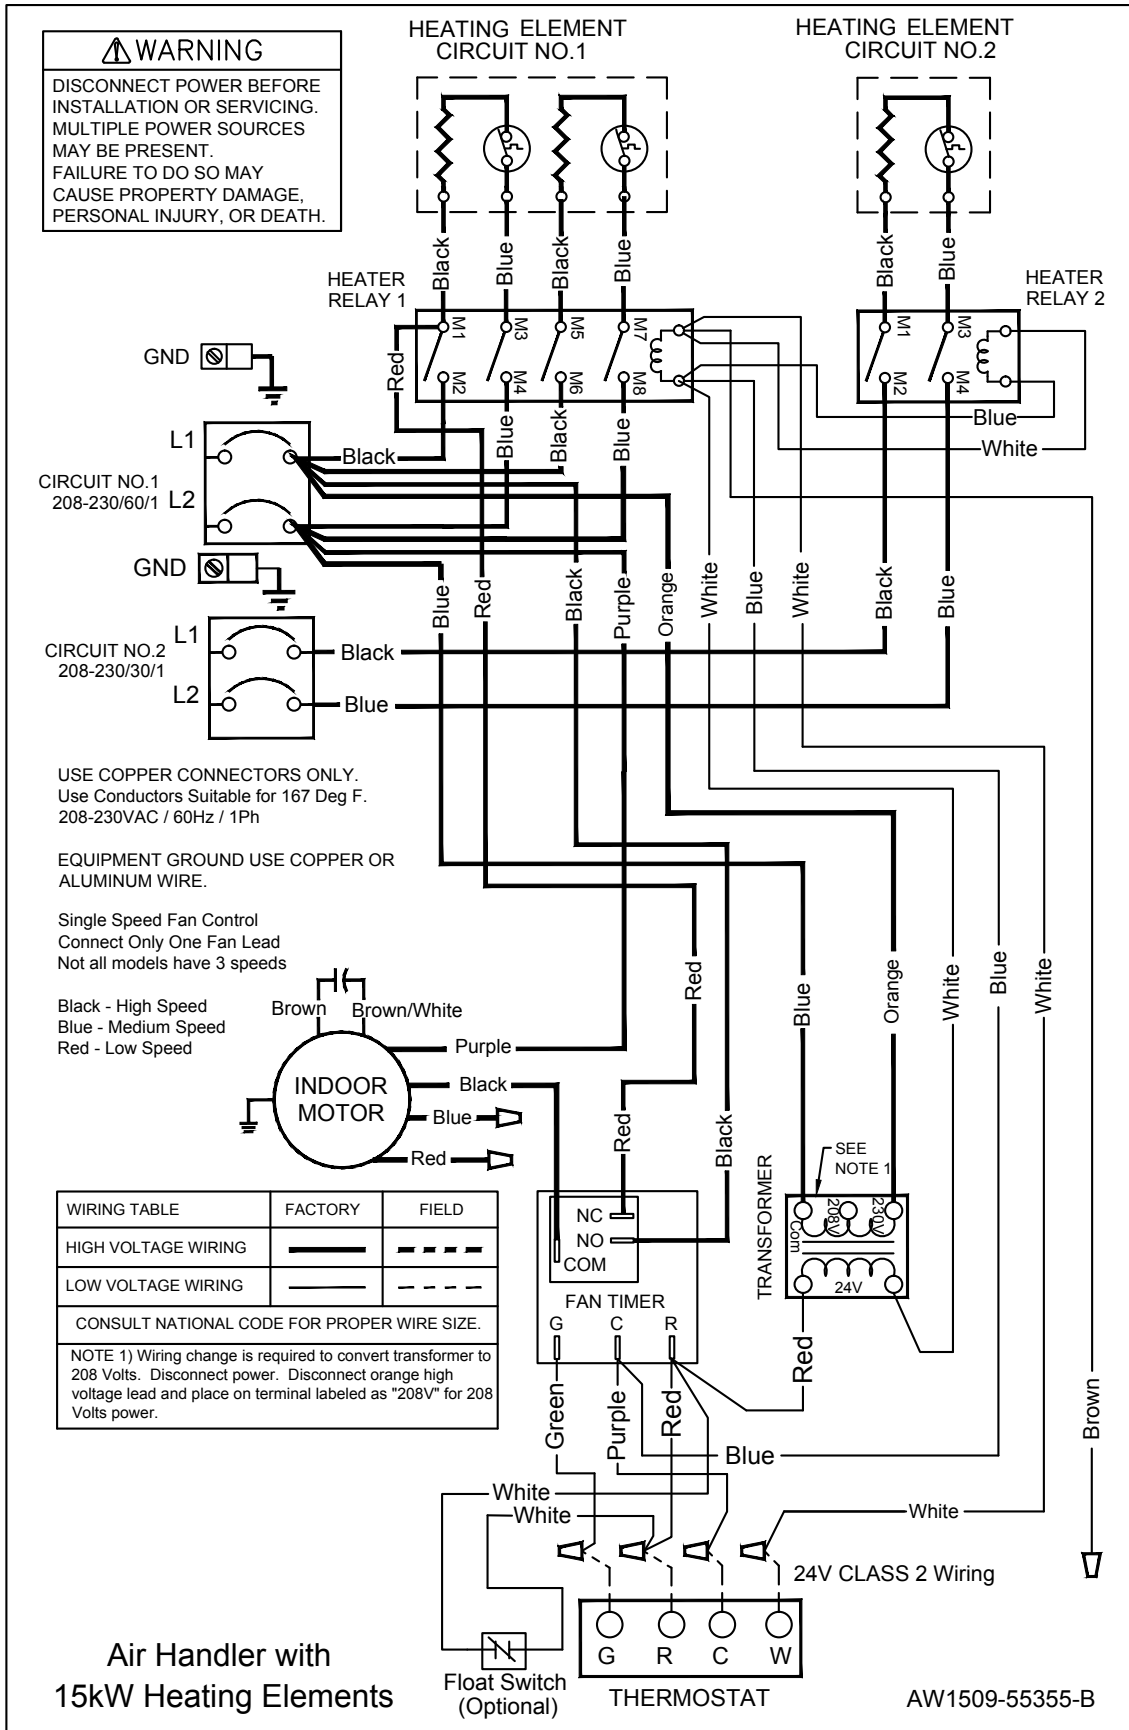 WARNING
DISCONNECT POWER BEFORE
INSTALLATION OR SERVICING.
MULTIPLE POWER SOURCES
MAY BE PRESENT.
FAILURE TO DO SO MAY
CAUSE PROPERTY DAMAGE,
PERSONAL INJURY, OR DEATH.
HEATING ELEMENT
CIRCUIT NO.1
HEATING ELEMENT
CIRCUIT NO.2
Black
Blue
Black
Blue
Black
Blue
HEATER
RELAY 1
HEATER
RELAY 2
M1
M3
M5
M7
M2
M4
M6
M8
M1
M3
M2
M4
GND
Red
Blue
Black
Blue
Blue
White
L1
Black
CIRCUIT NO.1
208-230/60/1
L2
GND
Blue
Red
Black
Purple
Orange
White
Blue
White
Black
Blue
L1
CIRCUIT NO.2
208-230/30/1
Black
L2
Blue
USE COPPER CONNECTORS ONLY.
Use Conductors Suitable for 167 Deg F.
208-230VAC / 60Hz / 1Ph
EQUIPMENT GROUND USE COPPER OR
ALUMINUM WIRE.
Single Speed Fan Control
Connect Only One Fan Lead
Not all models have 3 speeds
Black - High Speed
Blue - Medium Speed
Red - Low Speed
Brown
Brown/White
Red
Blue
Orange
White
Blue
White
INDOOR
MOTOR
Purple
Black
Blue
Red
Red
Black
SEE
NOTE 1
TRANSFORMER
Com
208V
230V
24V
NC
NO
COM
FAN TIMER
G
C
R
WIRING TABLE
FACTORY
FIELD
HIGH VOLTAGE WIRING
LOW VOLTAGE WIRING
CONSULT NATIONAL CODE FOR PROPER WIRE SIZE.
NOTE 1) Wiring change is required to convert transformer to
208 Volts. Disconnect power. Disconnect orange high
voltage lead and place on terminal labeled as "208V" for 208
Volts power.
Green
Purple
Red
Red
Brown
Blue
White
White
White
24V CLASS 2 Wiring
G
R
C
W
THERMOSTAT
Float Switch
(Optional)
Air Handler with
15kW Heating Elements
AW1509-55355-B